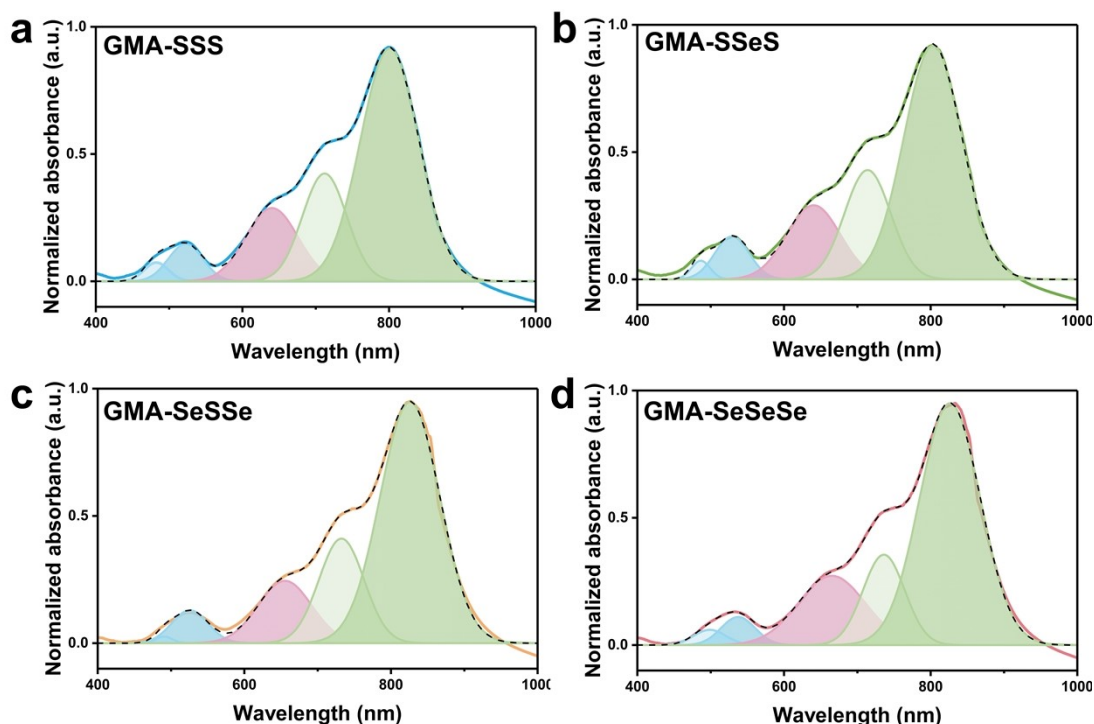 a
GMA-SSS
Normalized absorbance (a.u.)
1.0
0.5
0.0
400 600 800 1000
Wavelength (nm)
b
GMA-SSeS
Normalized absorbance (a.u.)
1.0
0.5
0.0
400 600 800 1000
Wavelength (nm)
c
GMA-SeSSe
Normalized absorbance (a.u.)
1.0
0.5
0.0
400 600 800 1000
Wavelength (nm)
d
GMA-SeSeSe
Normalized absorbance (a.u.)
1.0
0.5
0.0
400 600 800 1000
Wavelength (nm)